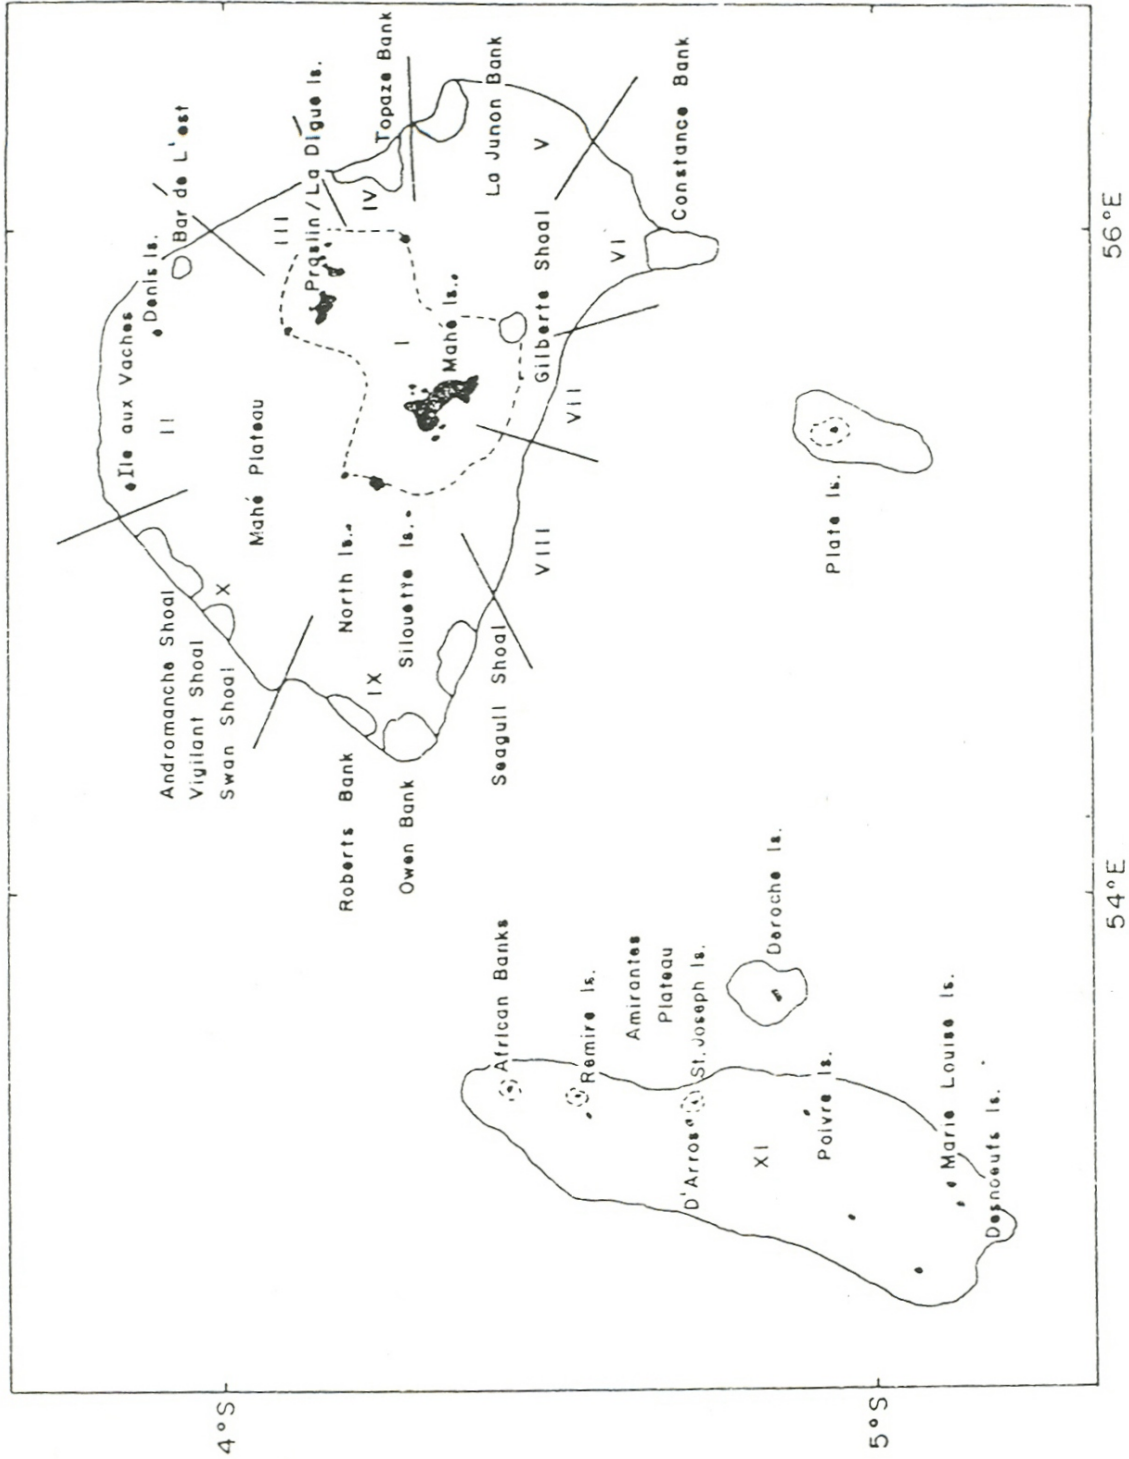 Ile aux Vaches
Denis Is.
Bar de L'est
II
III
Andromanche Shoal
Vigilant Shoal
Swan Shoal
X
Mahé Plateau
Praslin/La Digue Is.
IV
Topaze Bank
North Is.
I
Roberts Bank
IX
Silouette Is.
Mahé Is.
Owen Bank
La Junon Bank
V
Seagull Shoal
VIII
Gilberte Shoal
VII
VI
Constance Bank
African Banks
Remire Is.
Amirantes
Plateau
D'Arros
St.Joseph Is.
XI
Deroche Is.
Poivre Is.
Plate Is.
Marie Louise Is.
Desnoeufs Is.
4°S
5°S
54°E
56°E